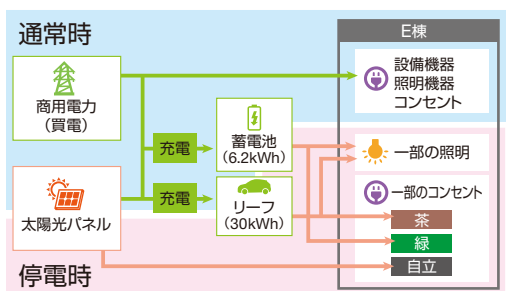 通常時
E棟
商用電力
(買電)
設備機器
照明機器
コンセント
充電
蓄電池
(6.2kWh)
一部の照明
太陽光パネル
充電
リーフ
(30kWh)
一部のコンセント
茶
緑
自立
停電時